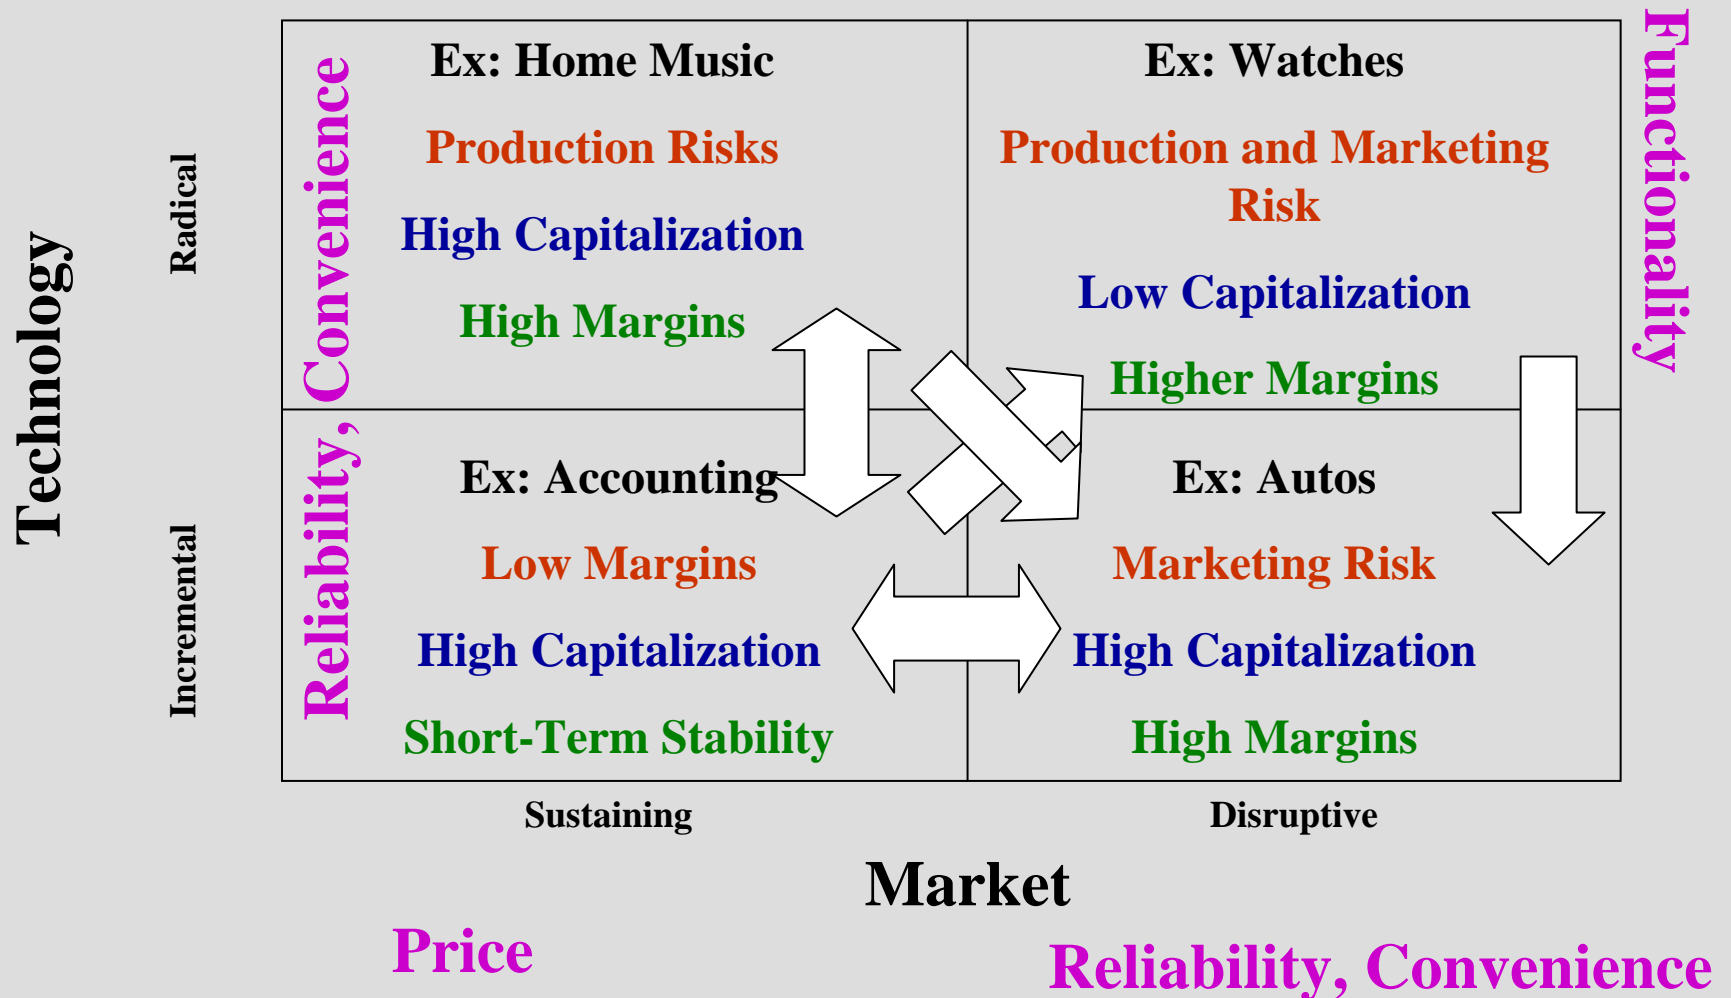 Technology
Radical
Incremental
Reliability, Convenience
Ex: Home Music
Production Risks
High Capitalization
High Margins
Ex: Watches
Production and Marketing
Risk
Low Capitalization
Higher Margins
Functionality
Ex: Accounting
Low Margins
High Capitalization
Short-Term Stability
Ex: Autos
Marketing Risk
High Capitalization
High Margins
Sustaining
Disruptive
Market
Price
Reliability, Convenience